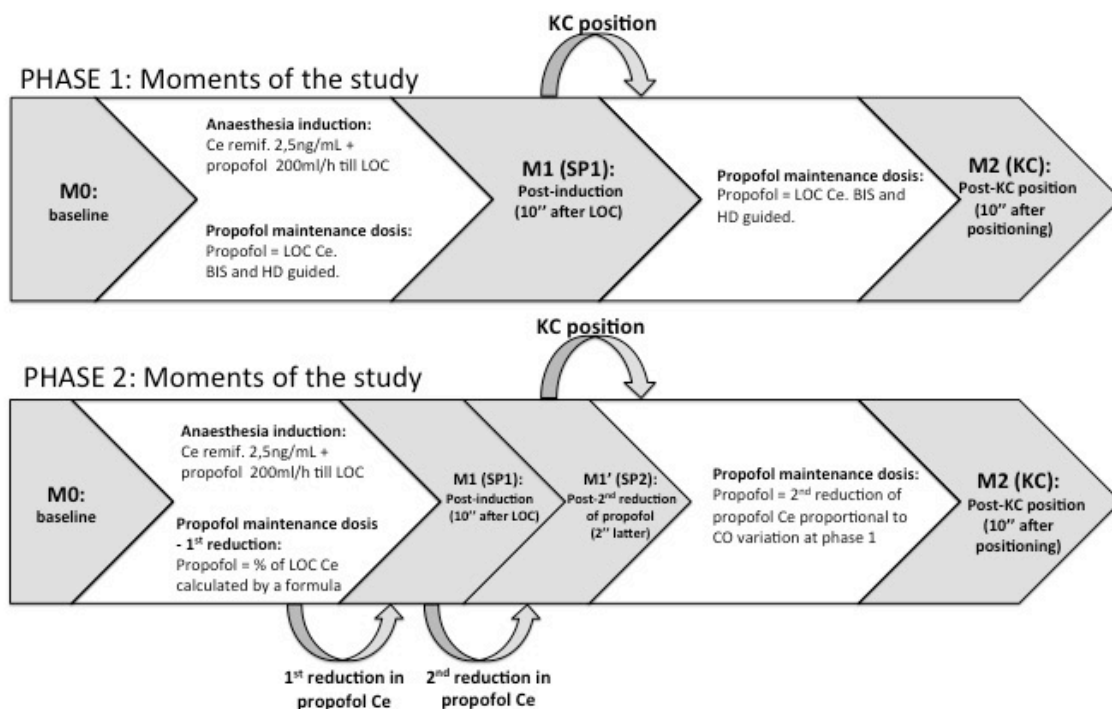 KC position
PHASE 1: Moments of the study
M0:
baseline
Anaesthesia induction:
Ce remif. 2,5ng/mL +
propofol 200ml/h till LOC
Propofol maintenance dosis:
Propofol = LOC Ce.
BIS and HD guided.
M1 (SP1):
Post-induction
(10’’ after LOC)
Propofol maintenance dosis:
Propofol = LOC Ce. BIS and
HD guided.
M2 (KC):
Post-KC position
(10’’ after
positioning)
KC position
PHASE 2: Moments of the study
M0:
baseline
Anaesthesia induction:
Ce remif. 2,5ng/mL +
propofol 200ml/h till LOC
Propofol maintenance dosis
- 1st reduction:
Propofol = % of LOC Ce
calculated by a formula
M1 (SP1):
Post-induction
(10’’ after LOC)
M1’ (SP2):
Post-2nd reduction
of propofol
(2’’ latter)
Propofol maintenance dosis:
Propofol = 2nd reduction of
propofol Ce proportional to
CO variation at phase 1
M2 (KC):
Post-KC position
(10’’ after
positioning)
1st reduction in
propofol Ce
2nd reduction in
propofol Ce